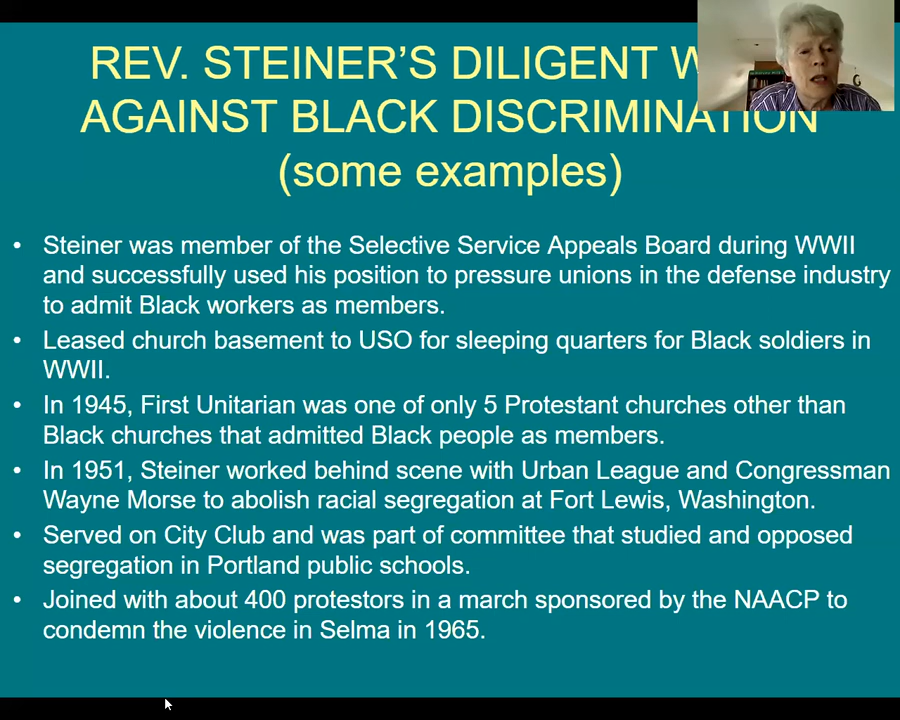 REV. STEINER'S DILIGENT
AGAINST BLACK DISCRIMINATION
(some examples)
• Steiner was member of the Selective Service Appeals Board during WWII
and successfully used his position to pressure unions in the defense industry
to admit Black workers as members.
• Leased church basement to USO for sleeping quarters for Black soldiers in
WWII.
• In 1945, First Unitarian was one of only 5 Protestant churches other than
Black churches that admitted Black people as members.
• In 1951, Steiner worked behind scene with Urban League and Congressman
Wayne Morse to abolish racial segregation at Fort Lewis, Washington.
• Served on City Club and was part of committee that studied and opposed
segregation in Portland public schools.
• Joined with about 400 protestors in a march sponsored by the NAACP to
condemn the violence in Selma in 1965.